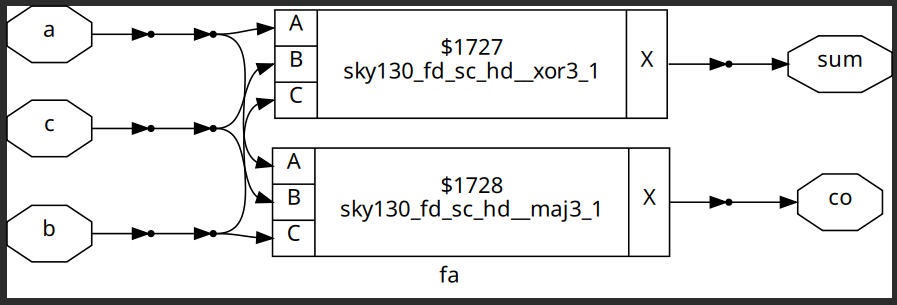 a
c
b
A
B
C
$1727
sky130_fd_sc_hd__xor3_1
X
sum
A
B
C
$1728
sky130_fd_sc_hd__maj3_1
X
co
fa